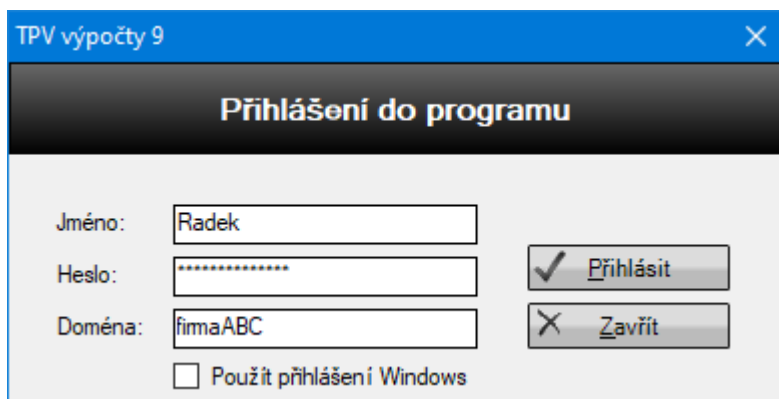 TPV výpočty 9
Přihlášení do programu
Jméno: Radek
Heslo: **************
Přihlásit
Doména: firmaABC
Zavřít
Použít přihlášení Windows